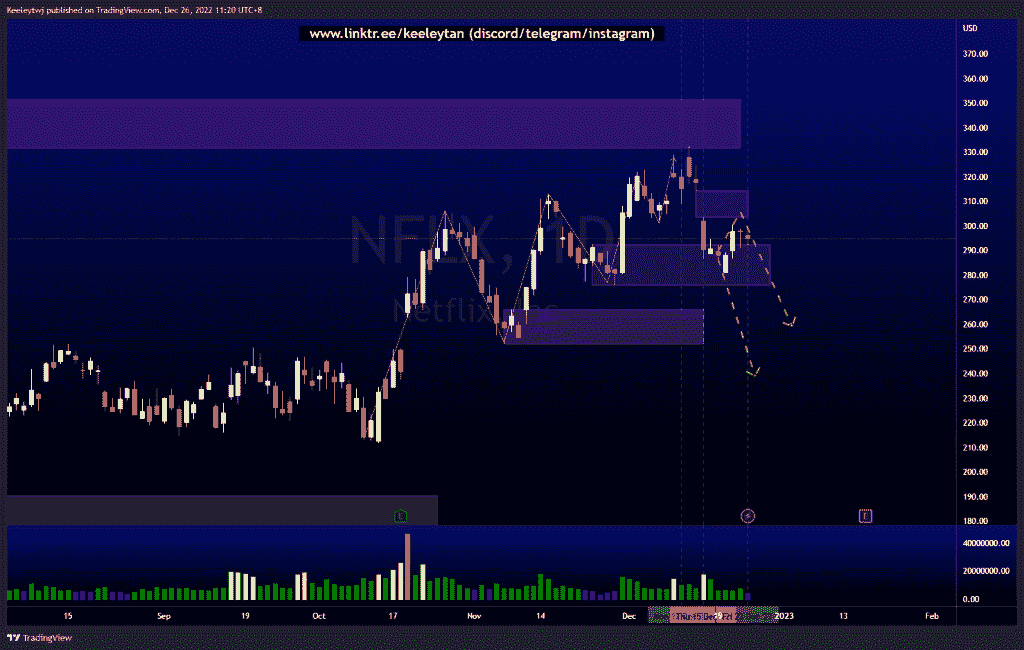 Keeleytwj published on TradingView.com, Dec 26, 2022 11:20 UTC+8
www.linktr.ee/keeleytan (discord/telegram/instagram)
USD
370.00
360.00
350.00
340.00
330.00
320.00
310.00
300.00
290.00
280.00
270.00
260.00
250.00
240.00
230.00
220.00
210.00
200.00
190.00
180.00
NFLX, 1D
Netflix, Inc.
E
E
40000000.00
20000000.00
0.00
15
Sep
19
Oct
17
Nov
14
Dec
19
2023
13
Feb
TradingView